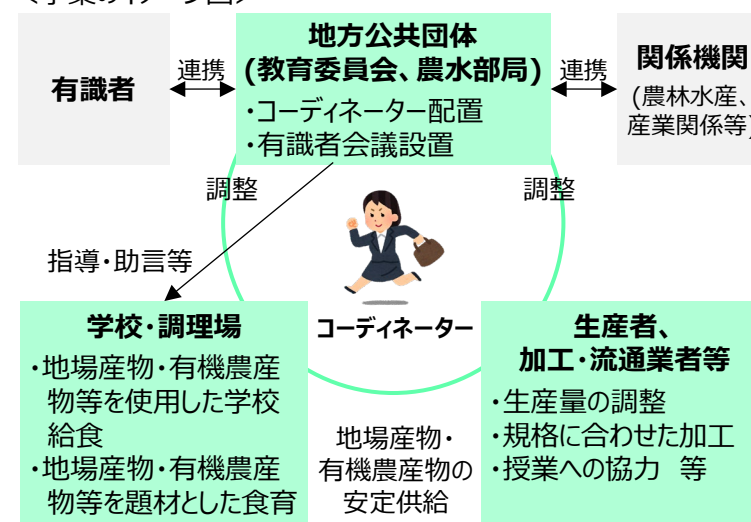 地方公共団体
(教育委員会、農水部局)
・コーディネーター配置
・有識者会議設置
有識者
連携
連携
関係機関
(農林水産、
産業関係等)
調整
調整
指導・助言等
コーディネーター
学校・調理場
・地場産物・有機農産
物等を使用した学校
給食
・地場産物・有機農産
物等を題材とした食育
地場産物・
有機農産物の
安定供給
生産者、
加工・流通業者等
・生産量の調整
・規格に合わせた加工
・授業への協力 等